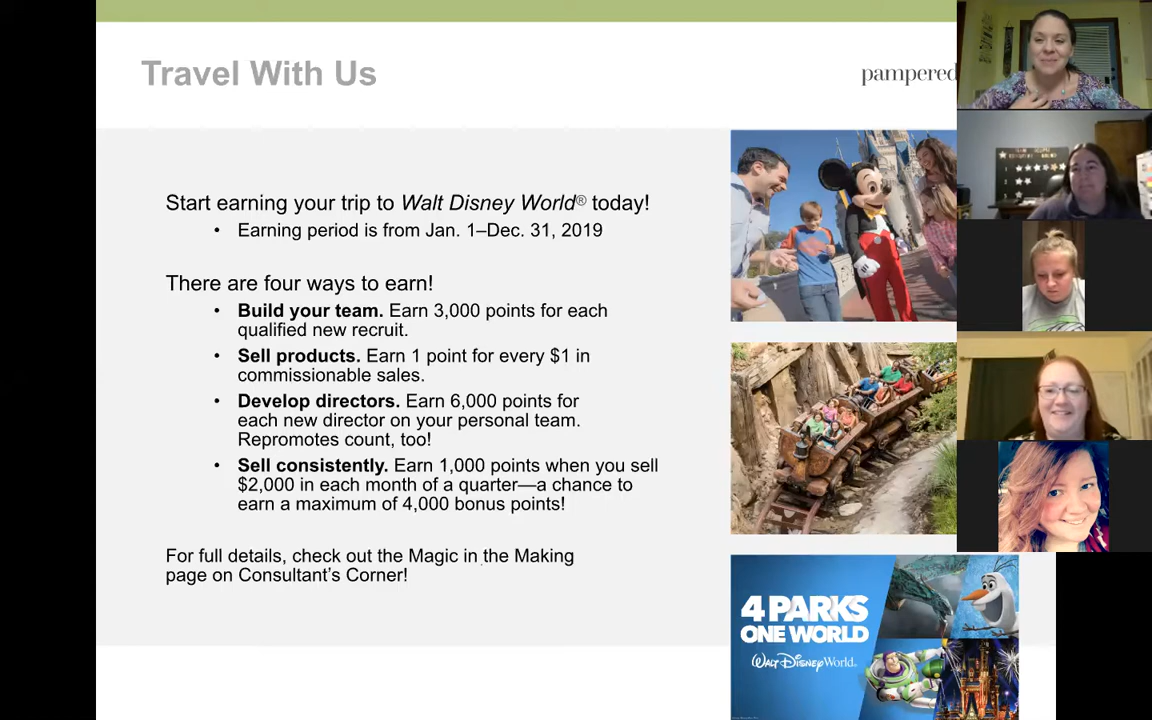 Travel With Us
pampered
Start earning your trip to Walt Disney World® today!
• Earning period is from Jan. 1–Dec. 31, 2019
There are four ways to earn!
• Build your team. Earn 3,000 points for each
qualified new recruit.
• Sell products. Earn 1 point for every $1 in
commissionable sales.
• Develop directors. Earn 6,000 points for
each new director on your personal team.
Repromotes count, too!
• Sell consistently. Earn 1,000 points when you sell
$2,000 in each month of a quarter—a chance to
earn a maximum of 4,000 bonus points!
For full details, check out the Magic in the Making
page on Consultant’s Corner!
4 PARKS
ONE WORLD
Walt Disney World.